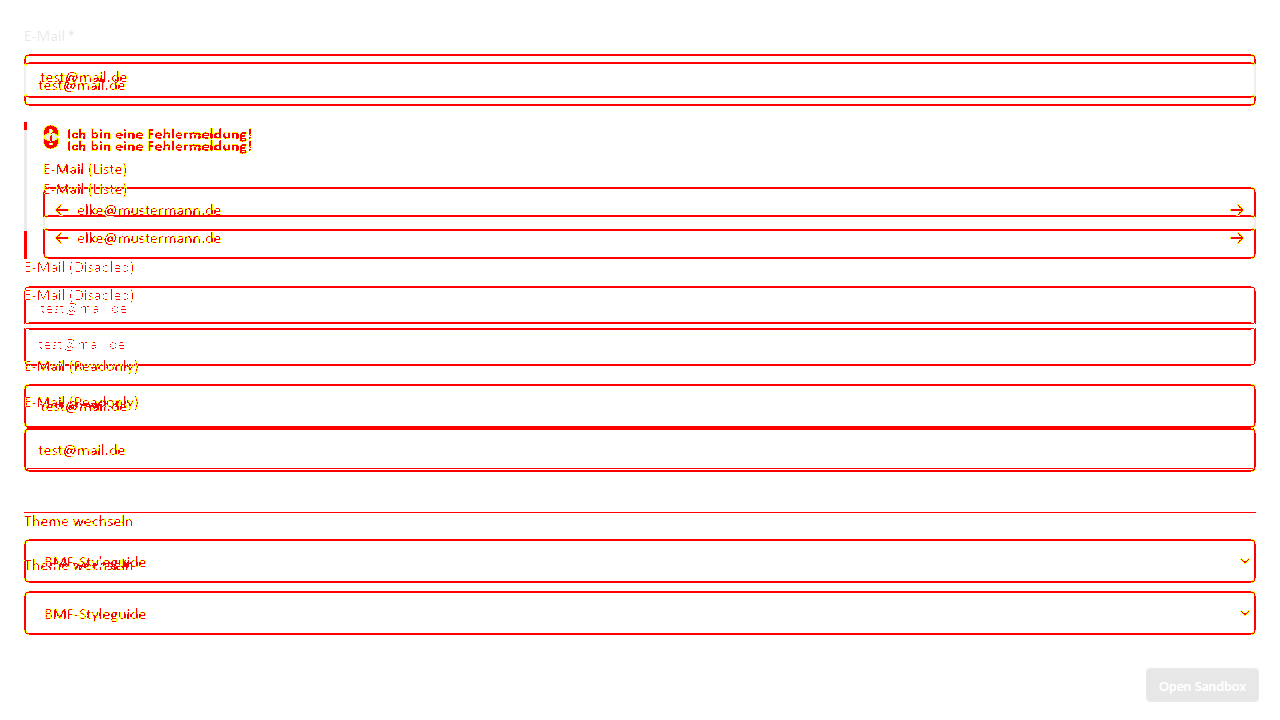 E-Mail *
test@mail.de
test@mail.de
Ich bin eine Fehlermeldung!
Ich bin eine Fehlermeldung!
E-Mail (Liste)
E-Mail (Liste)
elke@mustermann.de
elke@mustermann.de
E-Mail (Disabled)
E-Mail (Disabled)
test@mail.de
test@mail.de
E-Mail (Readonly)
E-Mail (Readonly)
test@mail.de
test@mail.de
Theme wechseln
BMF-Styleguide
Theme wechseln
BMF-Styleguide
Open Sandbox